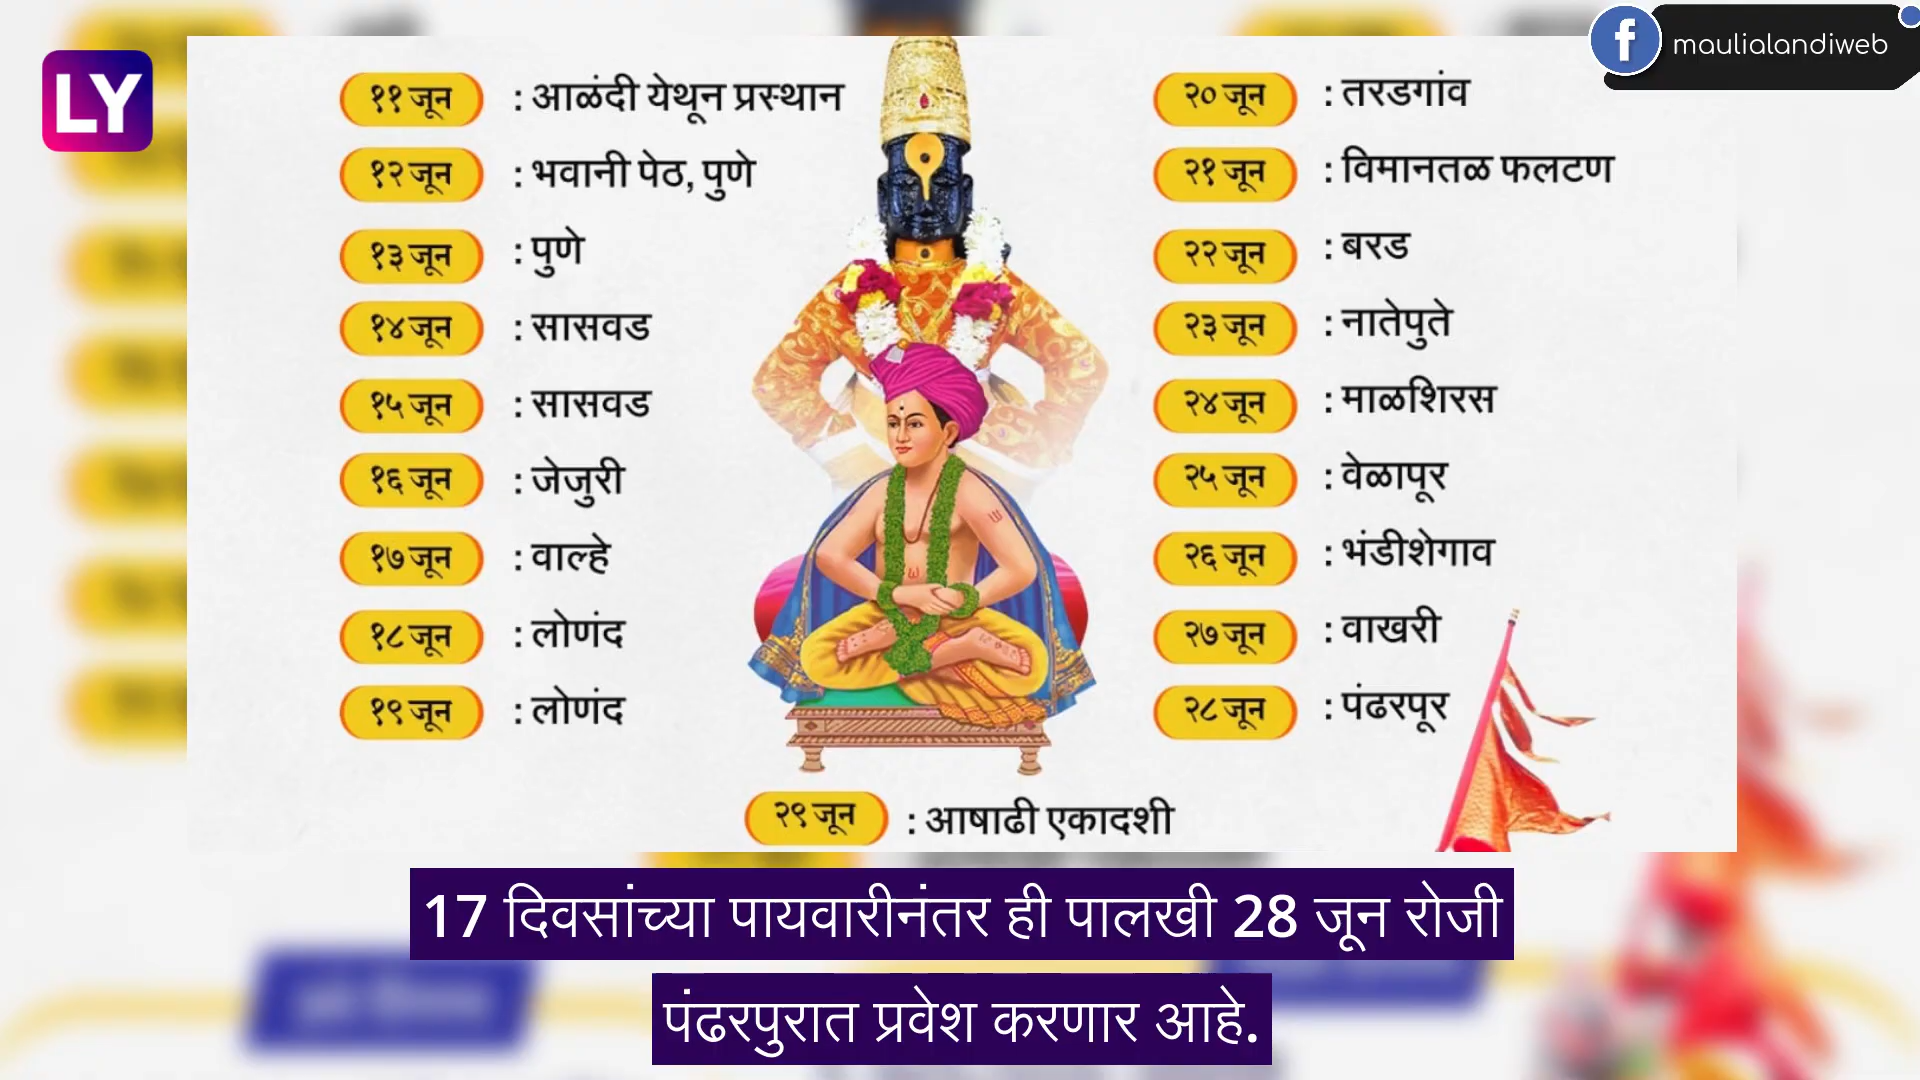 LY
maulialandiweb
११ जून : आळंदी येथून प्रस्थान
१२ जून : भवानी पेठ, पुणे
१३ जून : पुणे
१४ जून : सासवड
१५ जून : सासवड
१६ जून : जेजुरी
१७ जून : वाल्हे
१८ जून : लोणंद
१९ जून : लोणंद
२० जून : तरडगांव
२१ जून : विमानतळ फलटण
२२ जून : बरड
२३ जून : नातेपुते
२४ जून : माळशिरस
२५ जून : वेळापूर
२६ जून : भंडीशेगाव
२७ जून : वाखरी
२८ जून : पंढरपूर
२९ जून : आषाढी एकादशी
17 दिवसांच्या पायवारीनंतर ही पालखी 28 जून रोजी
पंढरपुरात प्रवेश करणार आहे.